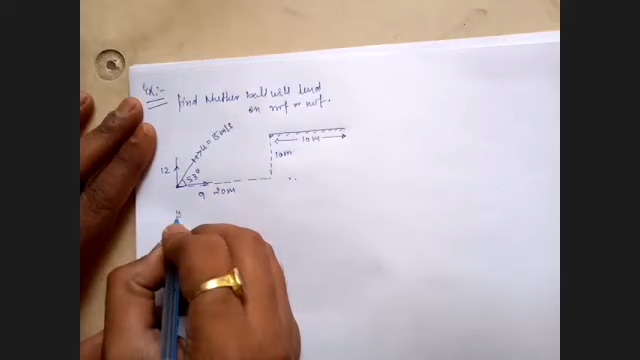 Ex:-
find whether ball will land
on roof or not.
u = 15 m/s
10m
10m
12
53°
9
20m
y